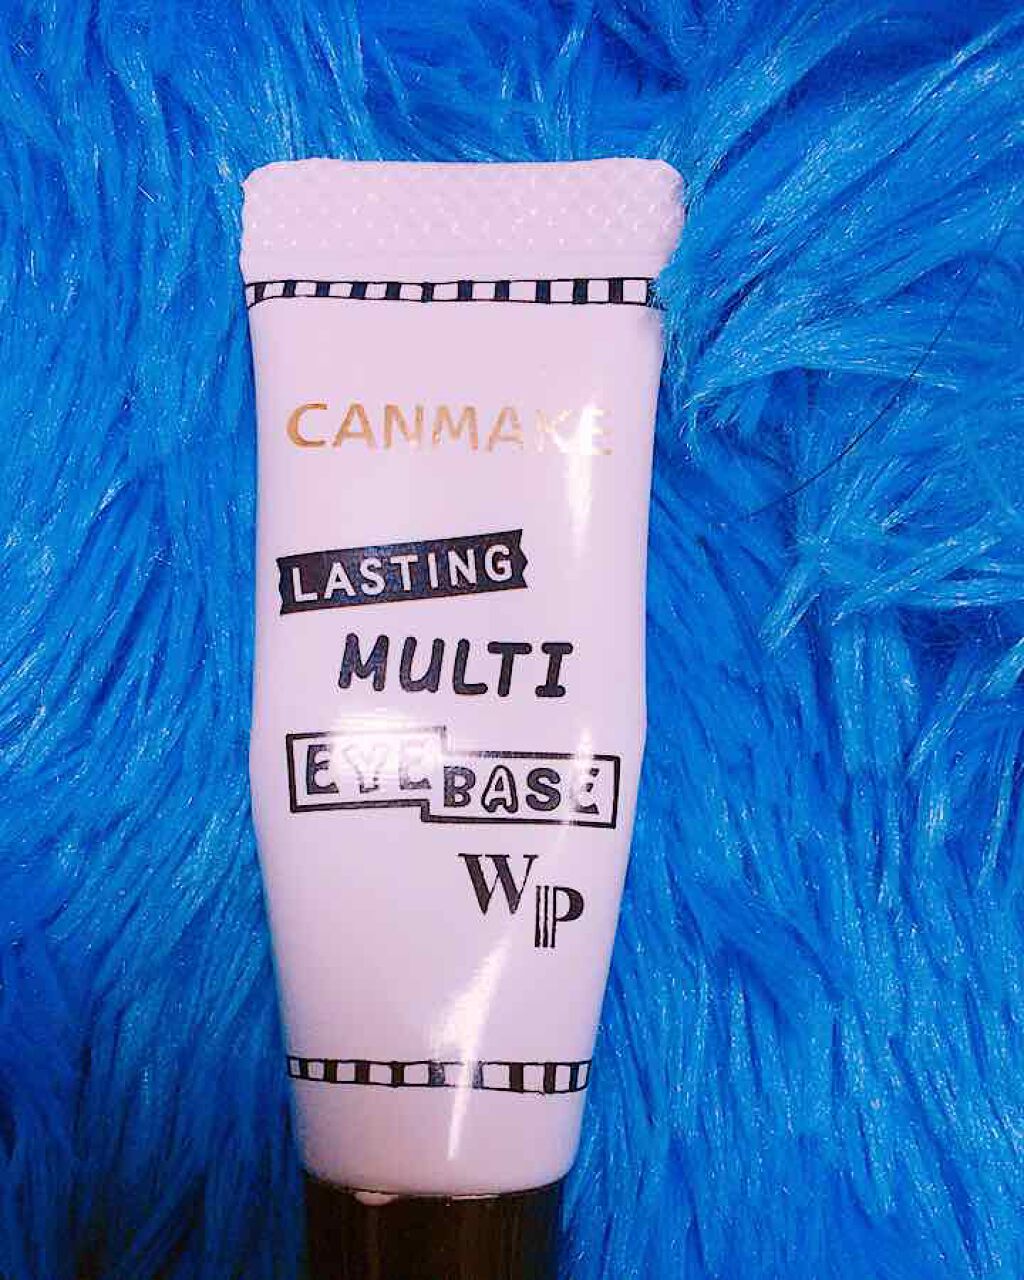 CANMAKE
LASTING
MULTI
EYE BASE
WP